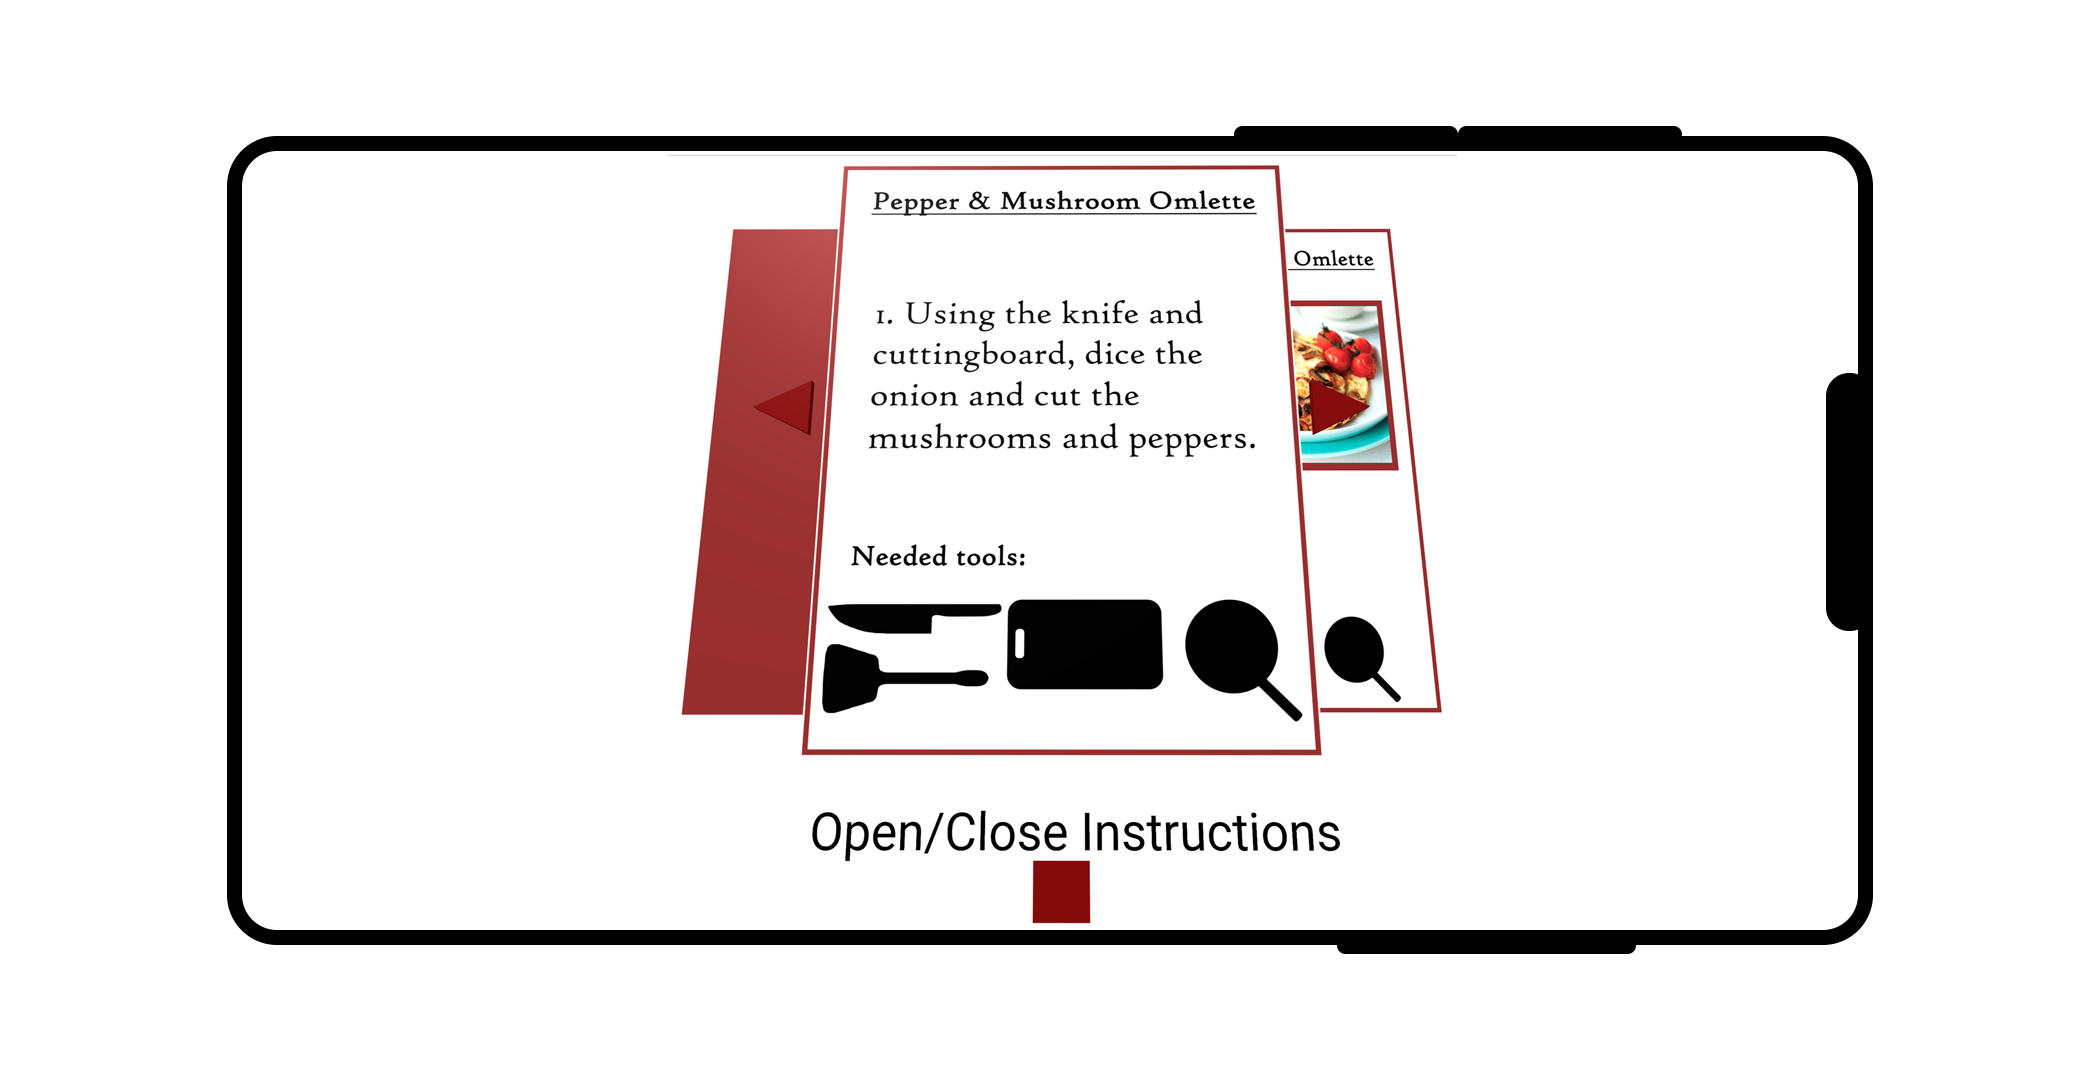 Pepper & Mushroom Omlette
Omlette
1. Using the knife and
cuttingboard, dice the
onion and cut the
mushrooms and peppers.
Needed tools:
Open/Close Instructions